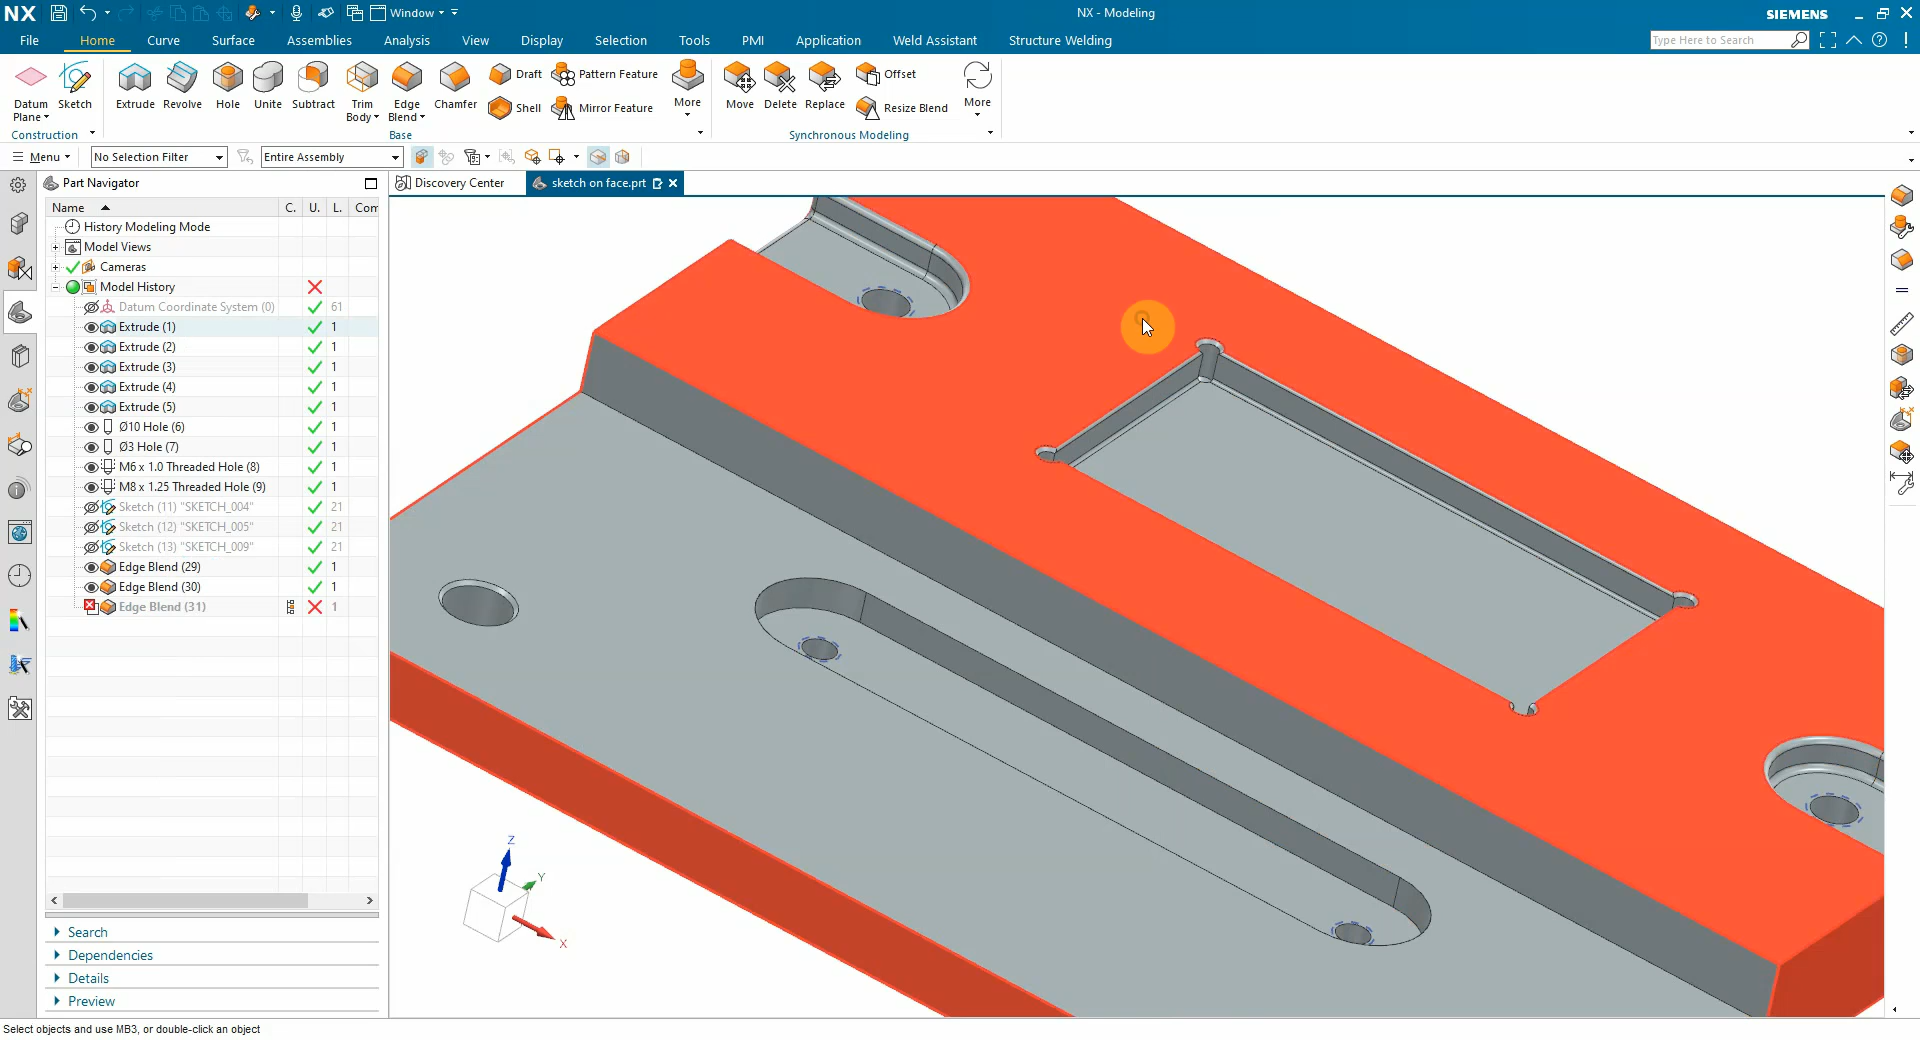 NX
Window
NX - Modeling
SIEMENS
File
Home
Curve
Surface
Assemblies
Analysis
View
Display
Selection
Tools
PMI
Application
Weld Assistant
Structure Welding
Type Here to Search
Datum Plane
Sketch
Extrude
Revolve
Hole
Unite
Subtract
Trim Body
Edge Blend
Chamfer
Draft
Shell
Pattern Feature
Mirror Feature
More
Move
Delete
Replace
Offset
Resize Blend
More
Construction
Base
Synchronous Modeling
Menu
No Selection Filter
Entire Assembly
Part Navigator
Discovery Center
sketch on face.prt
Name C. U. L. Com
History Modeling Mode
Model Views
Cameras
Model History
Datum Coordinate System (0) 61
Extrude (1) 1
Extrude (2) 1
Extrude (3) 1
Extrude (4) 1
Extrude (5) 1
Ø10 Hole (6) 1
Ø3 Hole (7) 1
M6 x 1.0 Threaded Hole (8) 1
M8 x 1.25 Threaded Hole (9) 1
Sketch (11) "SKETCH_004" 21
Sketch (12) "SKETCH_005" 21
Sketch (13) "SKETCH_009" 21
Edge Blend (29) 1
Edge Blend (30) 1
Edge Blend (31) 1
Z
Y
X
Search
Dependencies
Details
Preview
Select objects and use MB3, or double-click an object